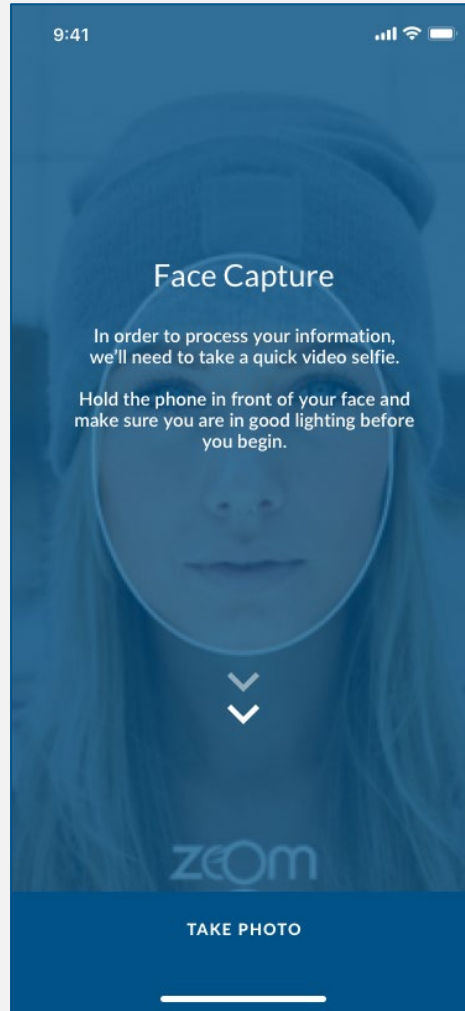 9:41
Face Capture
In order to process your information,
we'll need to take a quick video selfie.
Hold the phone in front of your face and
make sure you are in good lighting before
you begin.
zoom
TAKE PHOTO